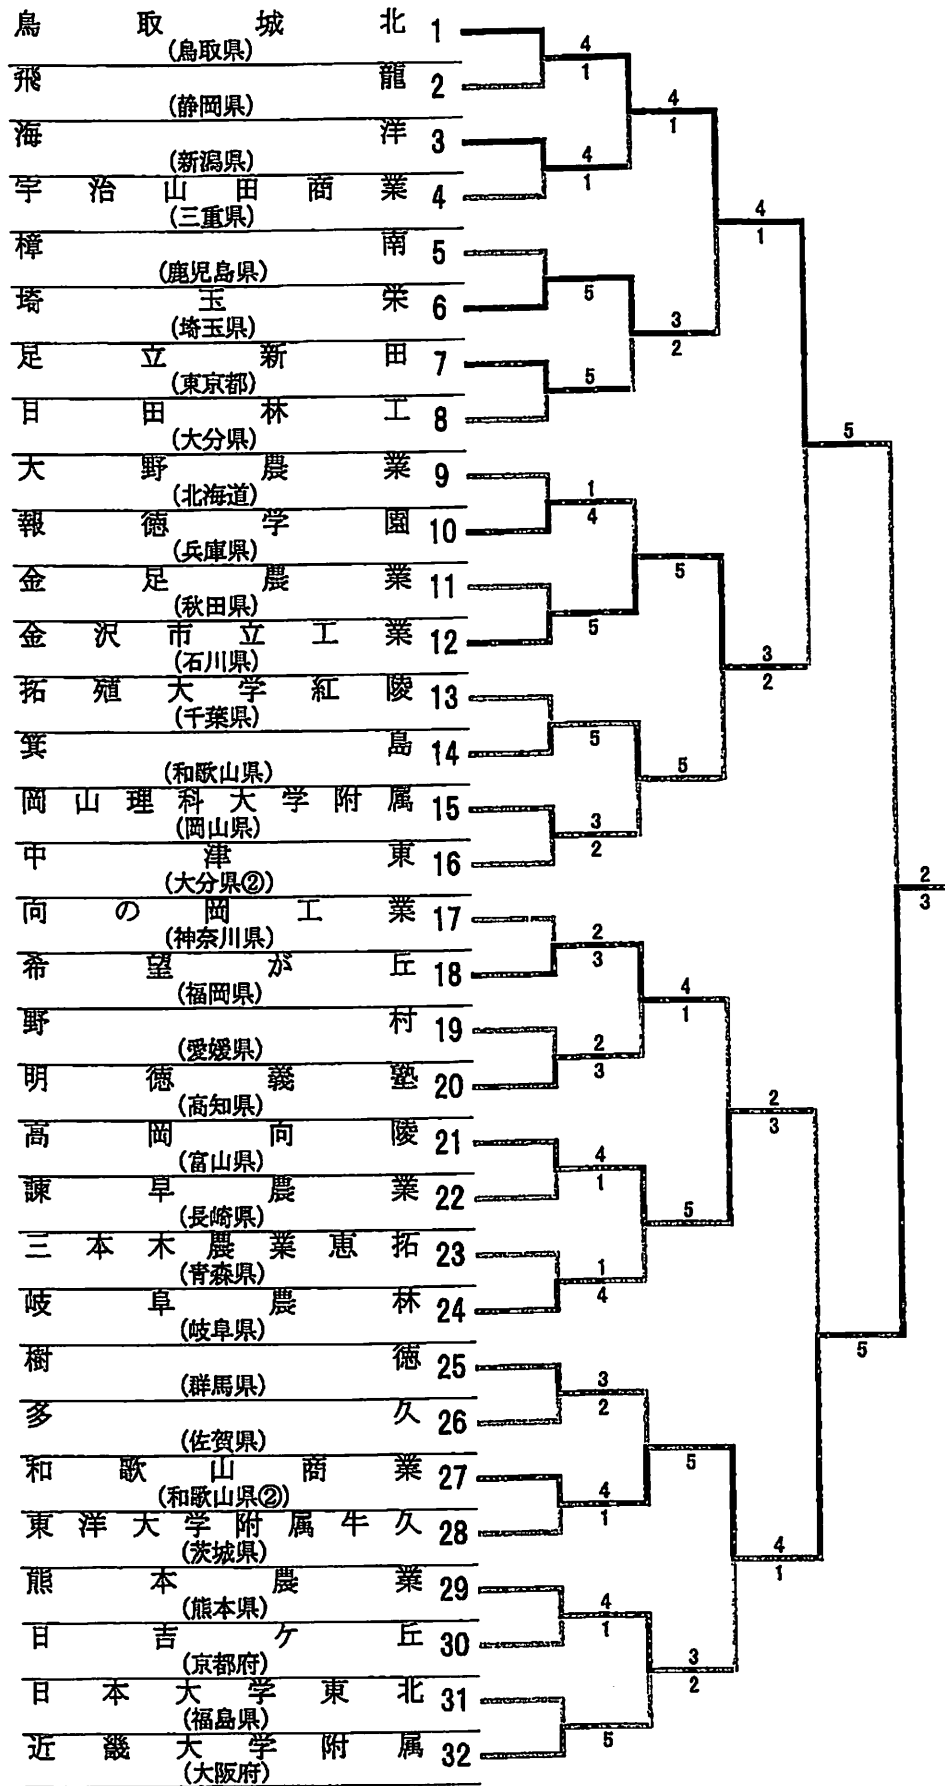 鳥取城北 1
(鳥取県)
飛龍 2
(静岡県)
海洋 3
(新潟県)
宇治山田商業 4
(三重県)
樟南 5
(鹿児島県)
埼玉栄 6
(埼玉県)
足立新田 7
(東京都)
日田林工 8
(大分県)
大野農業 9
(北海道)
報徳学園 10
(兵庫県)
金足農業 11
(秋田県)
金沢市立工業 12
(石川県)
拓殖大学紅陵 13
(千葉県)
箕島 14
(和歌山県)
岡山理科大学附属 15
(岡山県)
中津東 16
(大分県②)
向の岡工業 17
(神奈川県)
希望が丘 18
(福岡県)
野村 19
(愛媛県)
明徳義塾 20
(高知県)
高岡向陵 21
(富山県)
諫早農業 22
(長崎県)
三本木農業恵拓 23
(青森県)
岐阜農林 24
(岐阜県)
樹徳 25
(群馬県)
多久 26
(佐賀県)
和歌山商業 27
(和歌山県②)
東洋大学附属牛久 28
(茨城県)
熊本農業 29
(熊本県)
日吉ケ丘 30
(京都府)
日本大学東北 31
(福島県)
近畿大学附属 32
(大阪府)
4
1
4
1
5
5
1
4
5
5
3
2
2
3
2
3
4
1
1
4
3
2
4
1
4
1
5
4
1
3
2
5
5
4
1
5
5
3
2
4
1
3
2
2
3
4
1
5
5
2
3